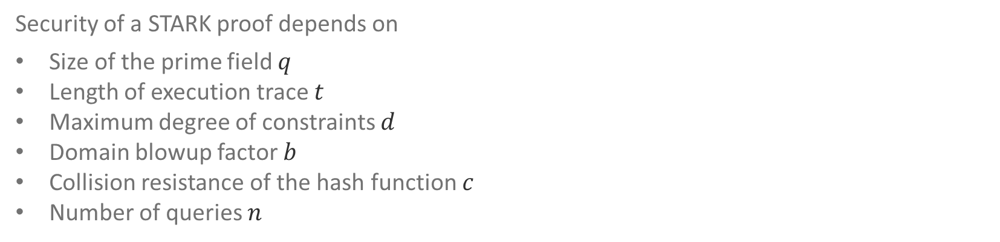 Security of a STARK proof depends on
• Size of the prime field q
• Length of execution trace t
• Maximum degree of constraints d
• Domain blowup factor b
• Collision resistance of the hash function c
• Number of queries n